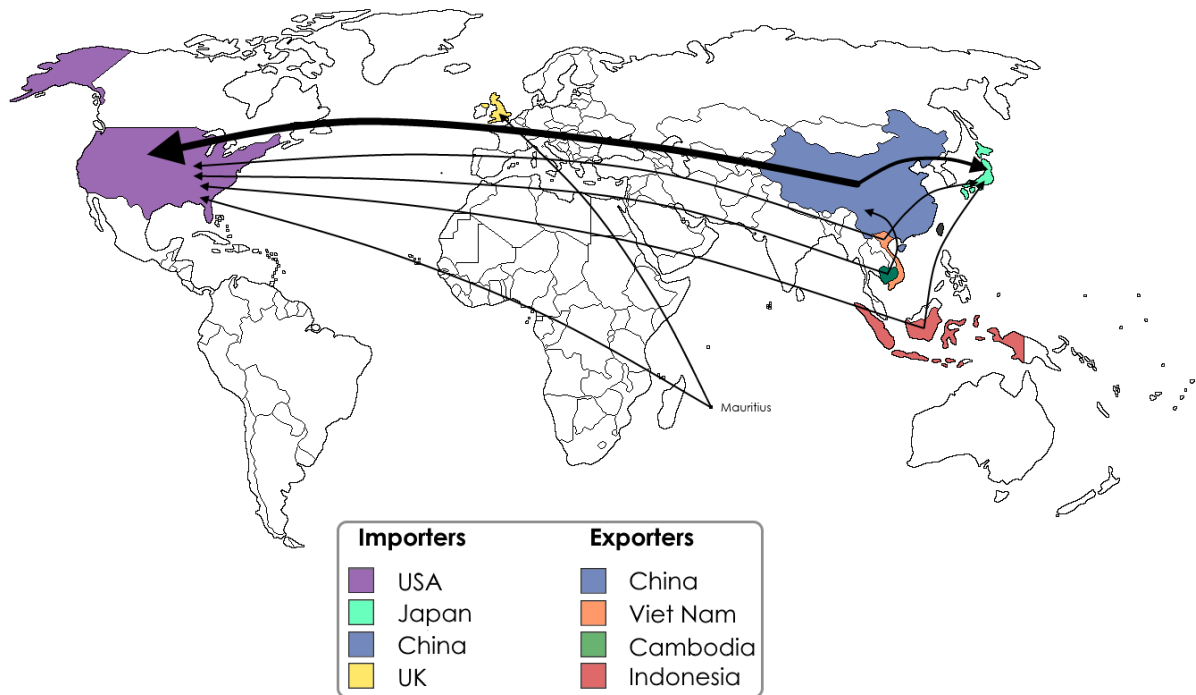 Mauritius
Importers
USA
Japan
China
UK
Exporters
China
Viet Nam
Cambodia
Indonesia